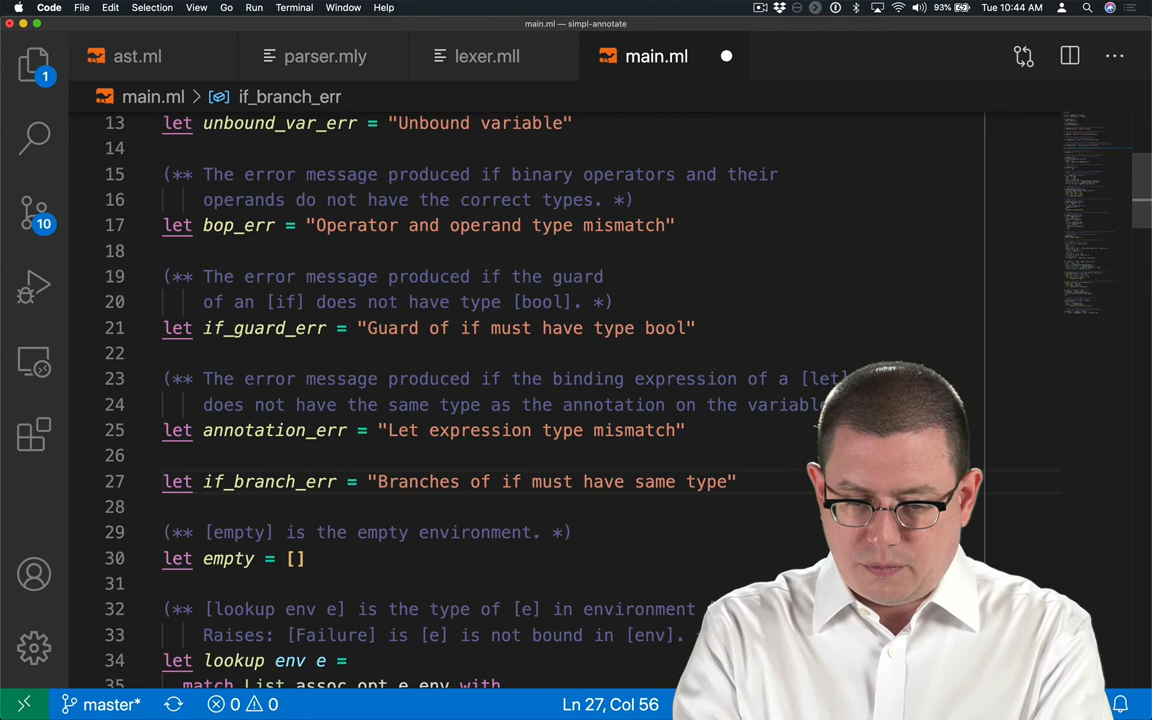 Code File Edit Selection View Go Run Terminal Window Help 93% Tue 10:44 AM
main.ml — simpl-annotate
ast.ml parser.mly lexer.mll main.ml
main.ml > if_branch_err
13 let unbound_var_err = "Unbound variable"
14
15 (** The error message produced if binary operators and their
16 operands do not have the correct types. *)
17 let bop_err = "Operator and operand type mismatch"
18
19 (** The error message produced if the guard
20 of an [if] does not have type [bool]. *)
21 let if_guard_err = "Guard of if must have type bool"
22
23 (** The error message produced if the binding expression of a [let]
24 does not have the same type as the annotation on the variable
25 let annotation_err = "Let expression type mismatch"
26
27 let if_branch_err = "Branches of if must have same type"
28
29 (** [empty] is the empty environment. *)
30 let empty = []
31
32 (** [lookup env e] is the type of [e] in environment
33 Raises: [Failure] is [e] is not bound in [env].
34 let lookup env e =
35 match List.assoc_opt e env with
1
10
master* 0 0 Ln 27, Col 56